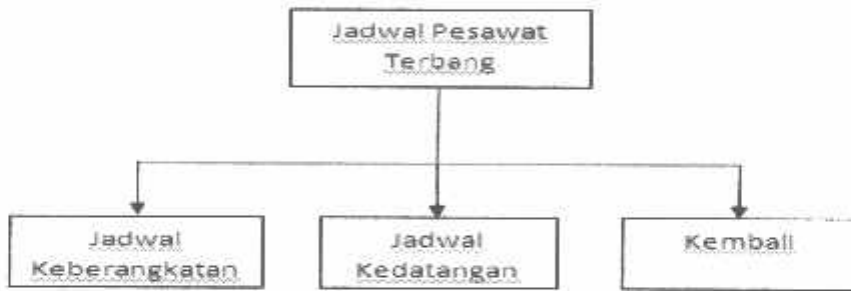 Jadwal Pesawat
Terbang
Jadwal
Keberangkatan
Jadwal
Kedatangan
Kembali